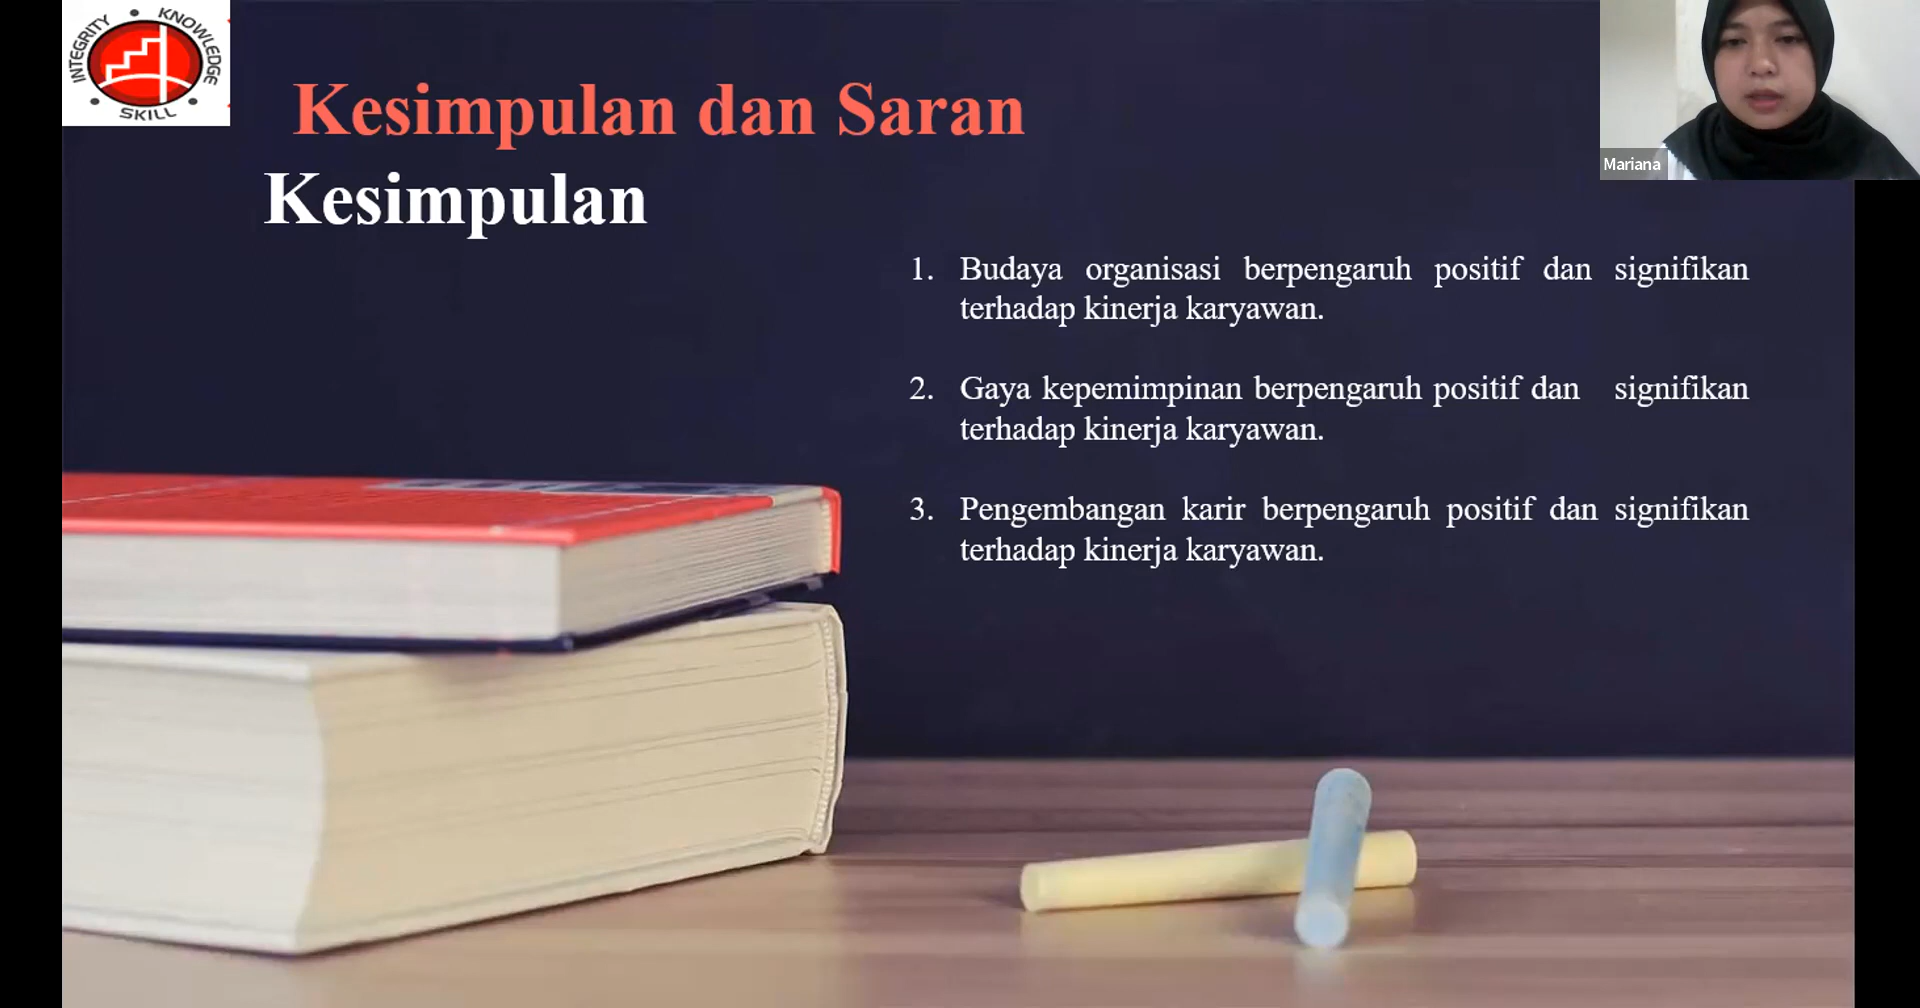 INTEGRITY • KNOWLEDGE • SKILL •
Kesimpulan dan Saran
Mariana
Kesimpulan
1. Budaya organisasi berpengaruh positif dan signifikan
terhadap kinerja karyawan.
2. Gaya kepemimpinan berpengaruh positif dan signifikan
terhadap kinerja karyawan.
3. Pengembangan karir berpengaruh positif dan signifikan
terhadap kinerja karyawan.